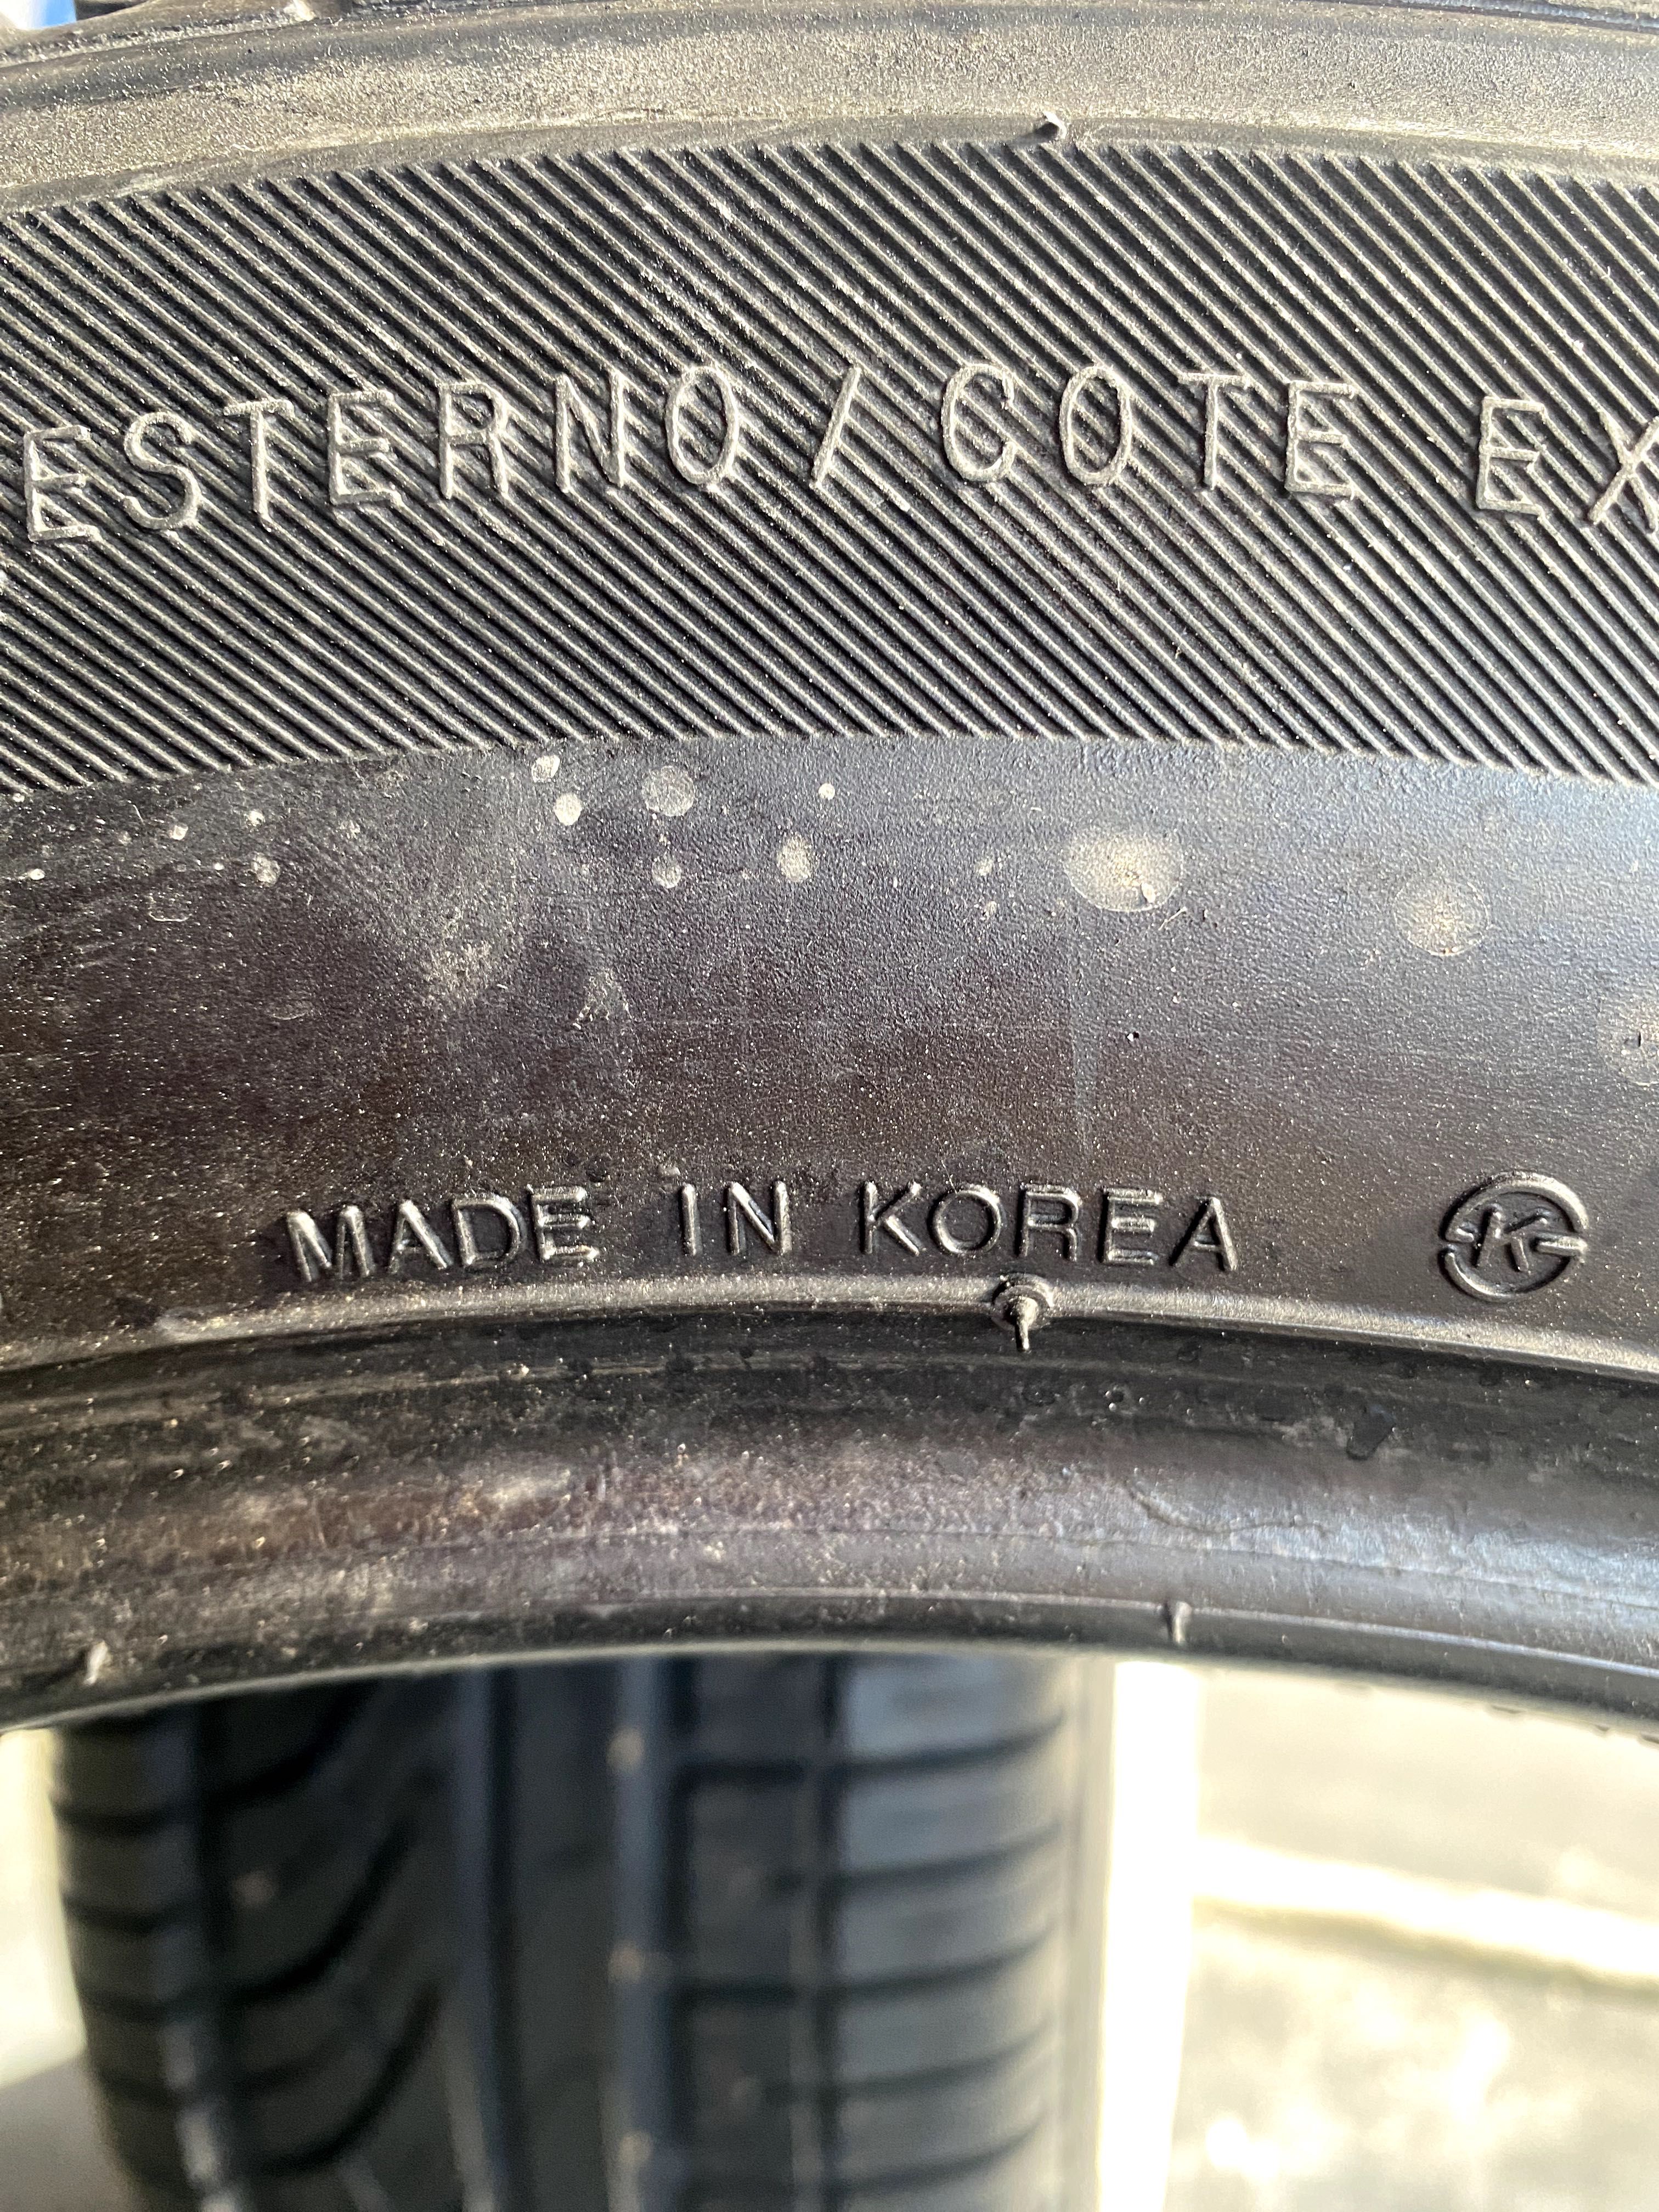 ESTERNO / COTE EX
MADE IN KOREA K